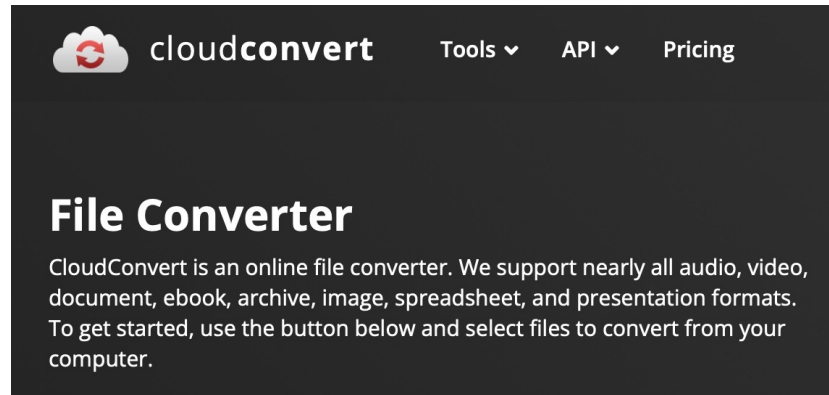 cloudconvert
Tools
API
Pricing
File Converter
CloudConvert is an online file converter. We support nearly all audio, video,
document, ebook, archive, image, spreadsheet, and presentation formats.
To get started, use the button below and select files to convert from your
computer.